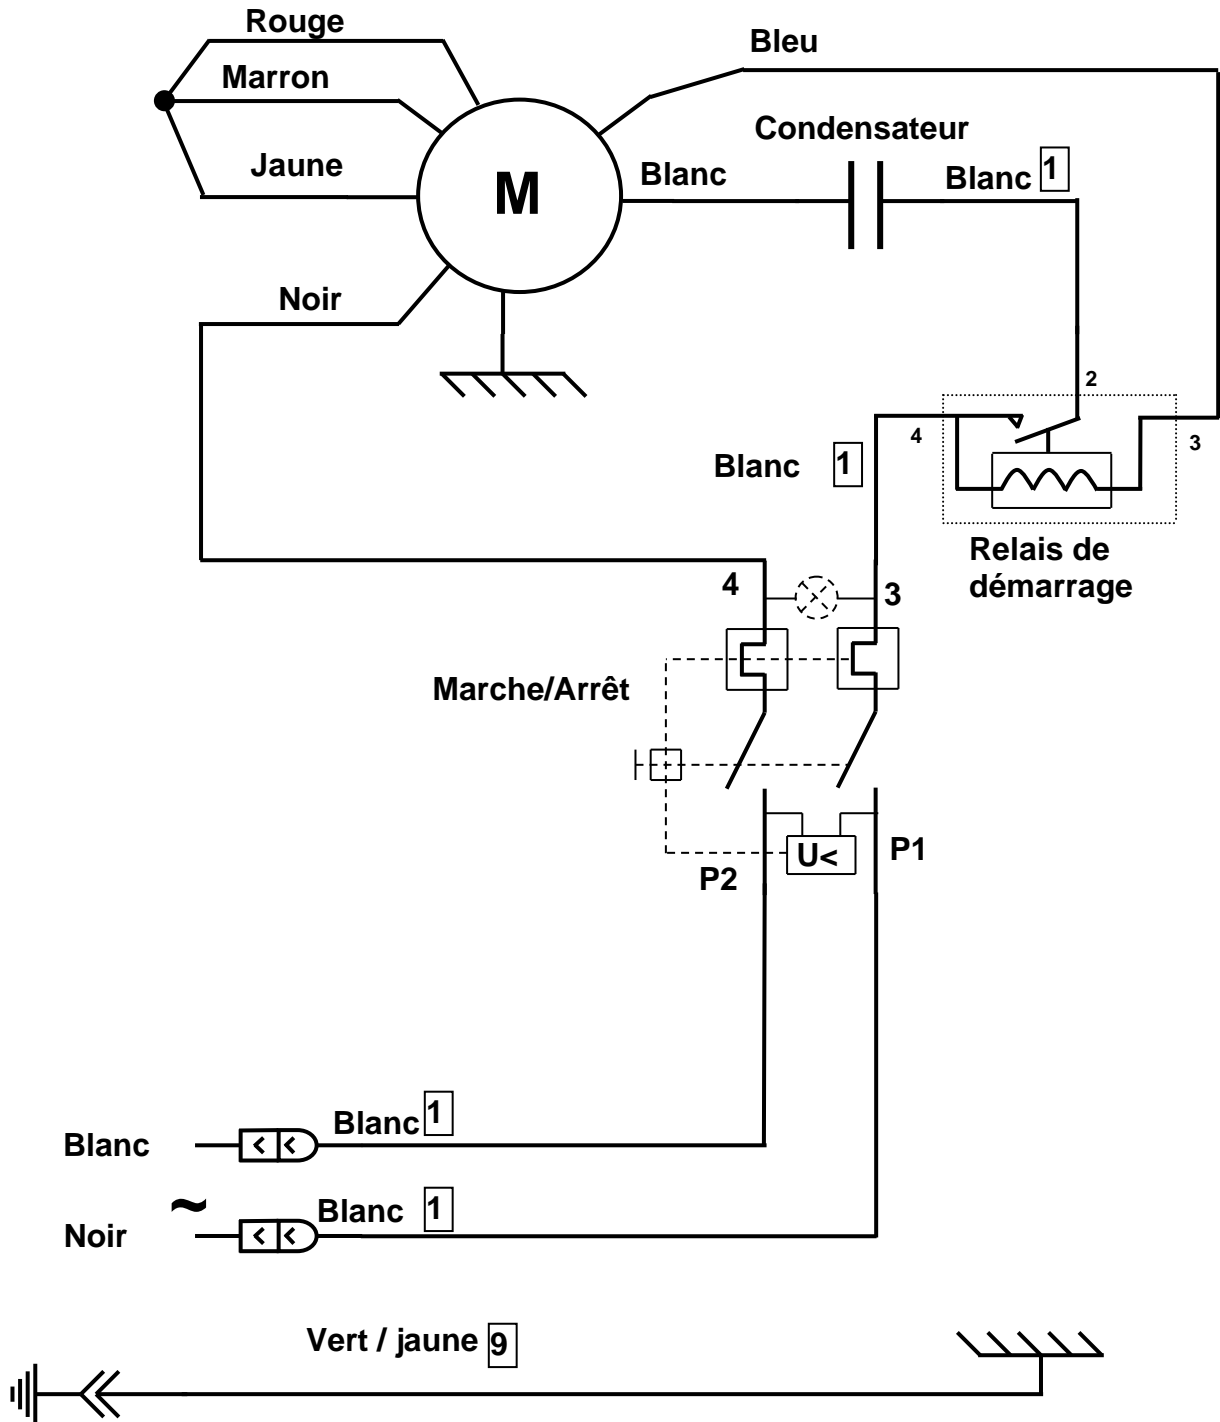 Rouge
Bleu
Marron
Condensateur
Jaune
M
Blanc
Blanc 1
Noir
2
4
3
Blanc 1
Relais de
démarrage
4
3
Marche/Arrêt
U<
P1
P2
Blanc 1
Blanc
~
Blanc 1
Noir
Vert / jaune 9